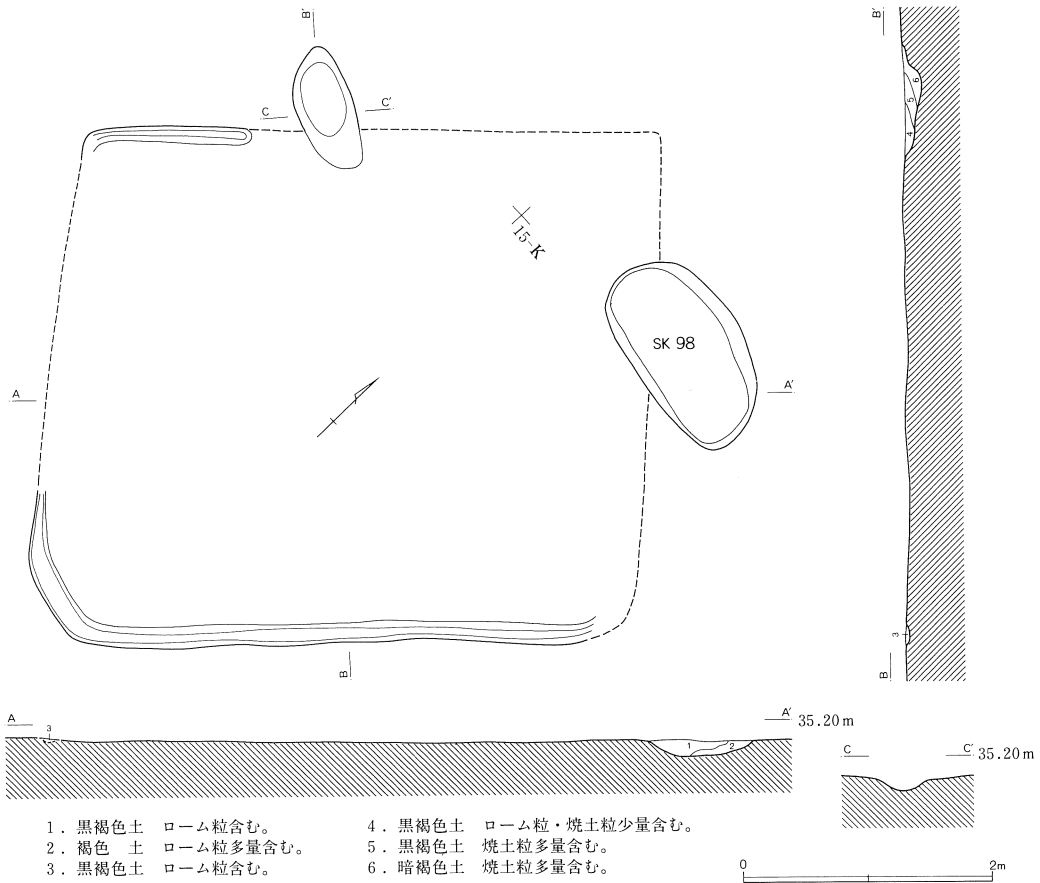 B′
B′
C
C′
15-K
SK 98
A
A′
B
6
5
4
3
B
A
3
1
2
A′ 35.20m
C
C′ 35.20m
1．黒褐色土　ローム粒含む。
2．褐色　土　ローム粒多量含む。
3．黒褐色土　ローム粒含む。
4．黒褐色土　ローム粒・焼土粒少量含む。
5．黒褐色土　焼土粒多量含む。
6．暗褐色土　焼土粒多量含む。
0
2m